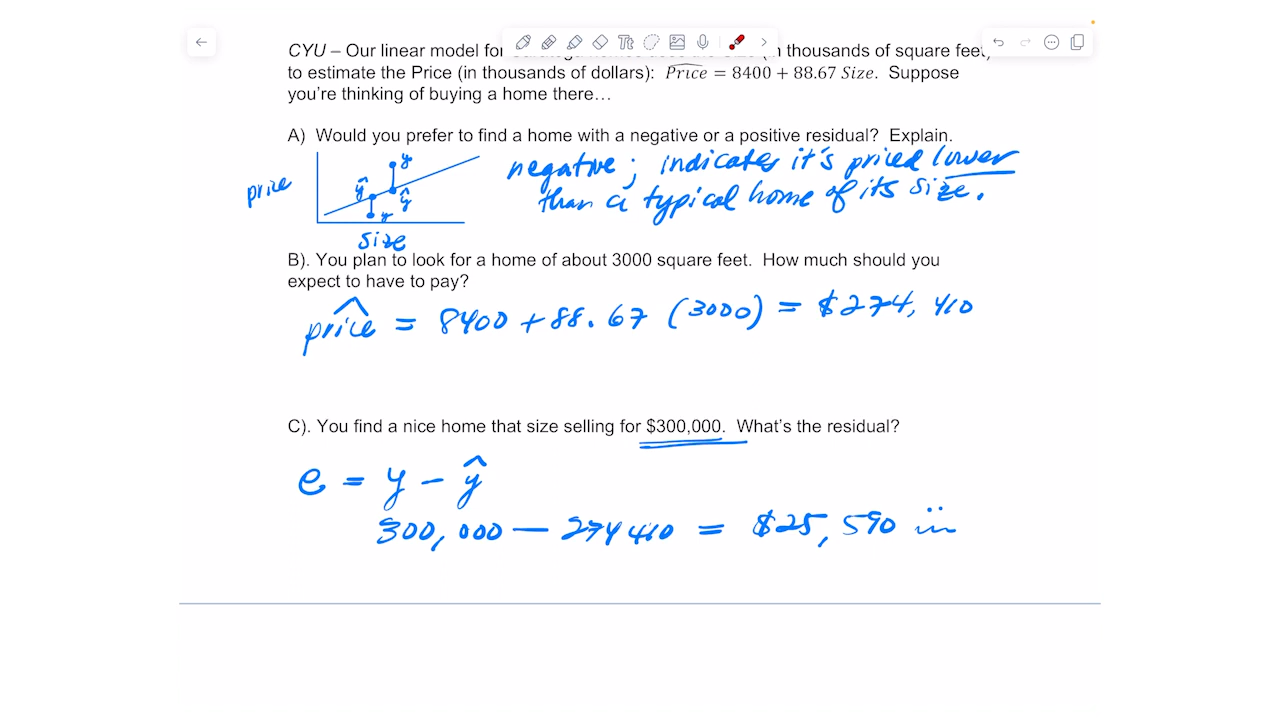 CYU – Our linear model for n thousands of square feet
to estimate the Price (in thousands of dollars): Price = 8400 + 88.67 Size. Suppose
you're thinking of buying a home there…
A) Would you prefer to find a home with a negative or a positive residual? Explain.
negative; indicates it's priced lower
than a typical home of its size.
price
y
ŷ
ŷ
y
size
B). You plan to look for a home of about 3000 square feet. How much should you
expect to have to pay?
price = 8400 + 88.67 (3000) = $274,410
C). You find a nice home that size selling for $300,000. What's the residual?
e = y - ŷ
300,000 - 274410 = $25,590